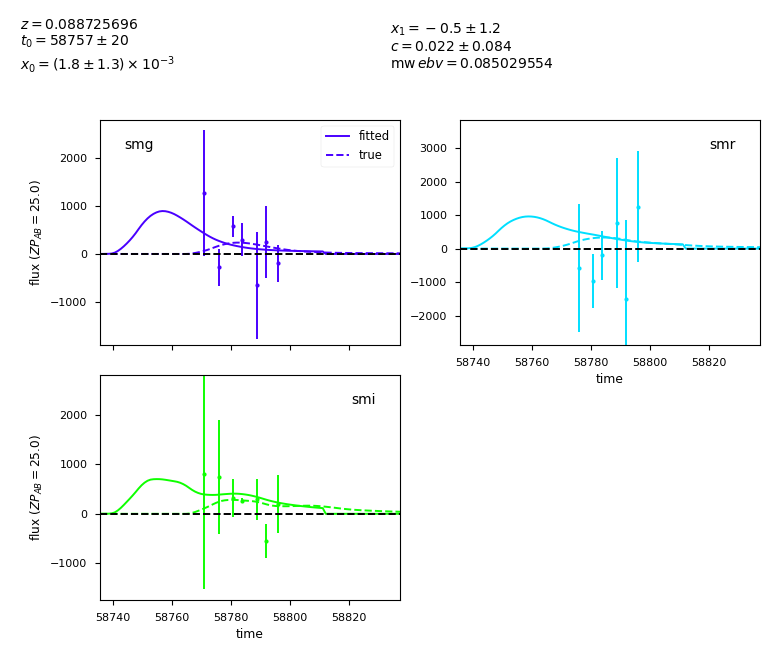 z = 0.088725696
t₀ = 58757 ± 20
x₀ = (1.8 ± 1.3) × 10⁻³
x₁ = −0.5 ± 1.2
c = 0.022 ± 0.084
mw ebv = 0.085029554
smg
fitted
true
2000
1000
0
−1000
flux (ZP_AB = 25.0)
smr
3000
2000
1000
0
−1000
−2000
58740 58760 58780 58800 58820
time
smi
2000
1000
0
−1000
flux (ZP_AB = 25.0)
58740 58760 58780 58800 58820
time